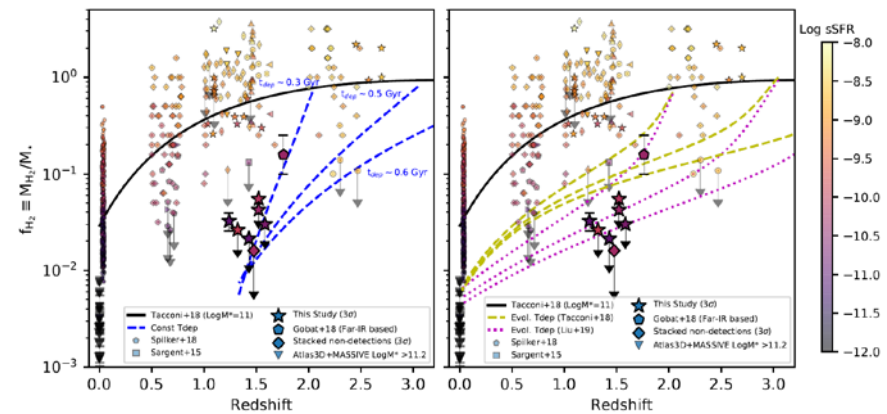 Log sSFR
t_dep ~ 0.3 Gyr
t_dep ~ 0.5 Gyr
t_dep ~ 0.6 Gyr
f_H₂ ≡ M_H₂/M⋆
10⁰
10⁻¹
10⁻²
10⁻³
Tacconi+18 (LogM*=11)
Const Tdep
Spilker+18
Sargent+15
This Study (3σ)
Gobat+18 (Far-IR based)
Stacked non-detections (3σ)
Atlas3D+MASSIVE LogM* >11.2
0.0 0.5 1.0 1.5 2.0 2.5 3.0
Redshift
Tacconi+18 (LogM*=11)
Evol. Tdep (Tacconi+18)
Evol. Tdep (Liu+19)
Spilker+18
Sargent+15
This Study (3σ)
Gobat+18 (Far-IR based)
Stacked non-detections (3σ)
Atlas3D+MASSIVE LogM* >11.2
0.0 0.5 1.0 1.5 2.0 2.5 3.0
Redshift
−8.0
−8.5
−9.0
−9.5
−10.0
−10.5
−11.0
−11.5
−12.0